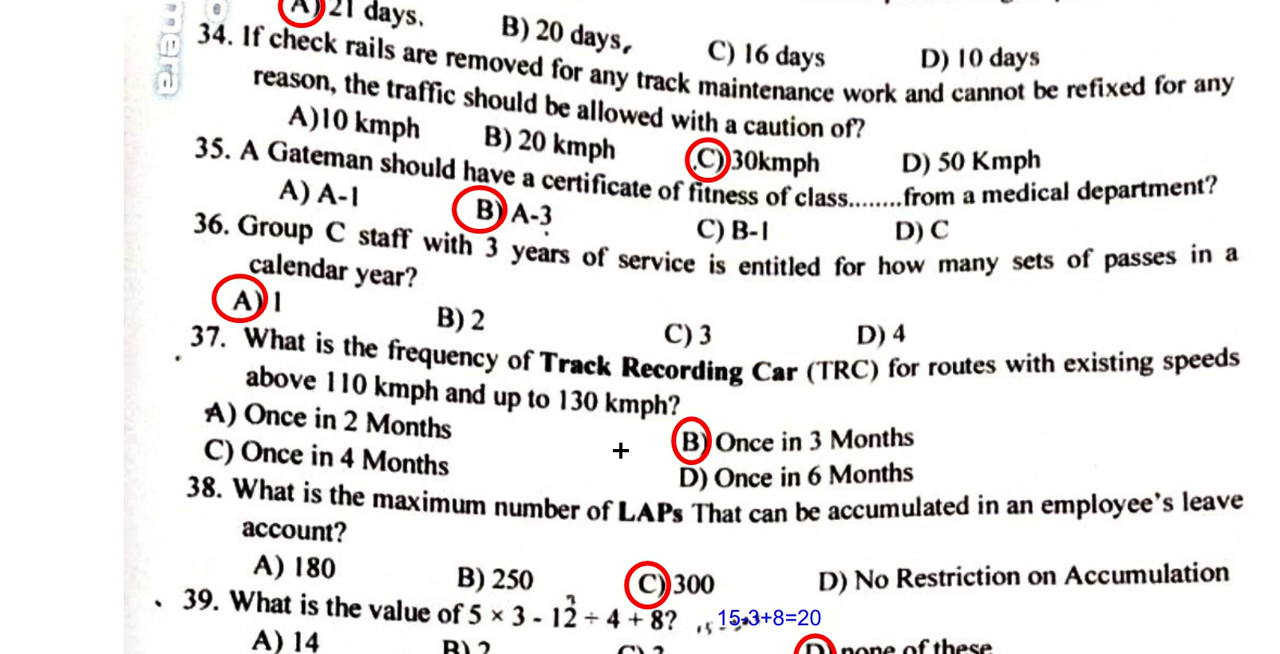 A) 21 days. B) 20 days, C) 16 days D) 10 days
34. If check rails are removed for any track maintenance work and cannot be refixed for any
reason, the traffic should be allowed with a caution of?
A)10 kmph B) 20 kmph C) 30kmph D) 50 Kmph
35. A Gateman should have a certificate of fitness of class........from a medical department?
A) A-1 B) A-3 C) B-1 D) C
36. Group C staff with 3 years of service is entitled for how many sets of passes in a
calendar year?
A) 1 B) 2 C) 3 D) 4
37. What is the frequency of Track Recording Car (TRC) for routes with existing speeds
above 110 kmph and up to 130 kmph?
A) Once in 2 Months B) Once in 3 Months
C) Once in 4 Months D) Once in 6 Months
38. What is the maximum number of LAPs That can be accumulated in an employee's leave
account?
A) 180 B) 250 C) 300 D) No Restriction on Accumulation
39. What is the value of 5 × 3 - 12 ÷ 4 + 8? 15-3+8=20
A) 14 B) 2 C) 3 D) none of these